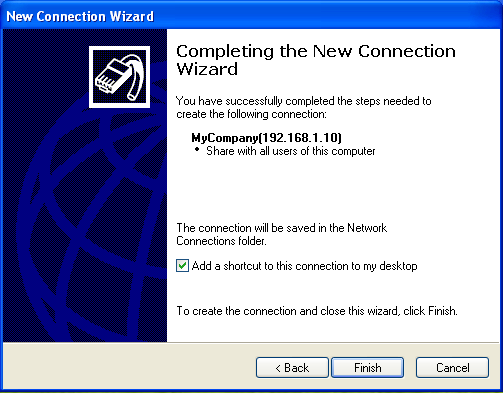 New Connection Wizard
Completing the New Connection
Wizard
You have successfully completed the steps needed to
create the following connection:
MyCompany(192.168.1.10)
• Share with all users of this computer
The connection will be saved in the Network
Connections folder.
Add a shortcut to this connection to my desktop
To create the connection and close this wizard, click Finish.
< Back
Finish
Cancel